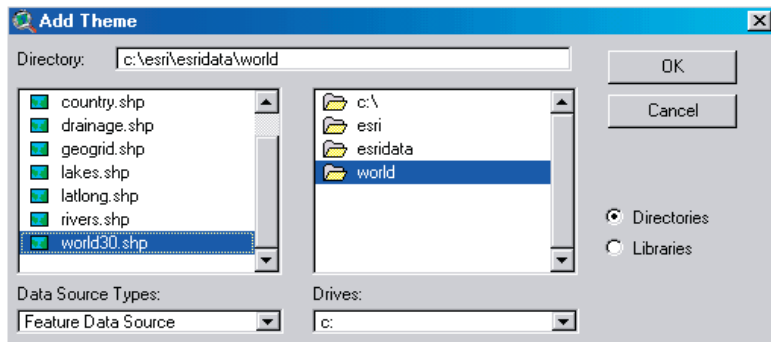 Add Theme
Directory: c:\esri\esridata\world
OK
Cancel
country.shp
drainage.shp
geogrid.shp
lakes.shp
latlong.shp
rivers.shp
world30.shp
c:\
esri
esridata
world
Directories
Libraries
Data Source Types:
Feature Data Source
Drives:
c: